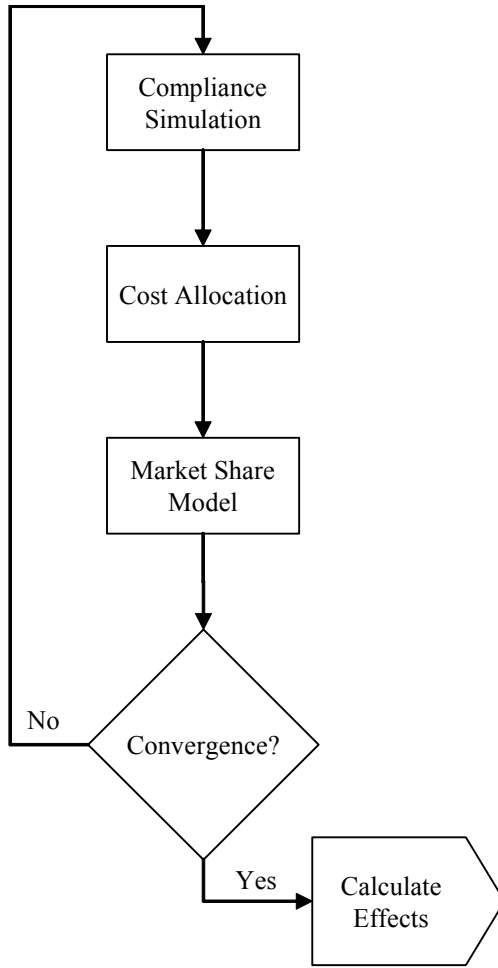 Compliance
Simulation
Cost Allocation
Market Share
Model
No
Convergence?
Yes
Calculate
Effects